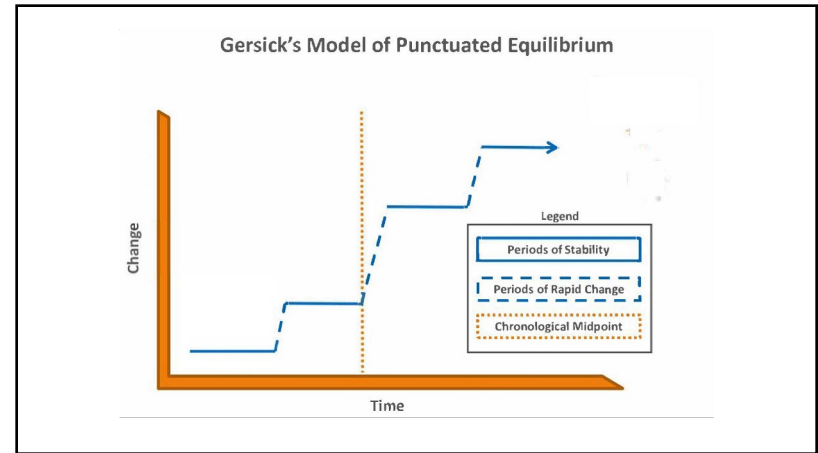 Gersick's Model of Punctuated Equilibrium
Change
Legend
Periods of Stability
Periods of Rapid Change
Chronological Midpoint
Time